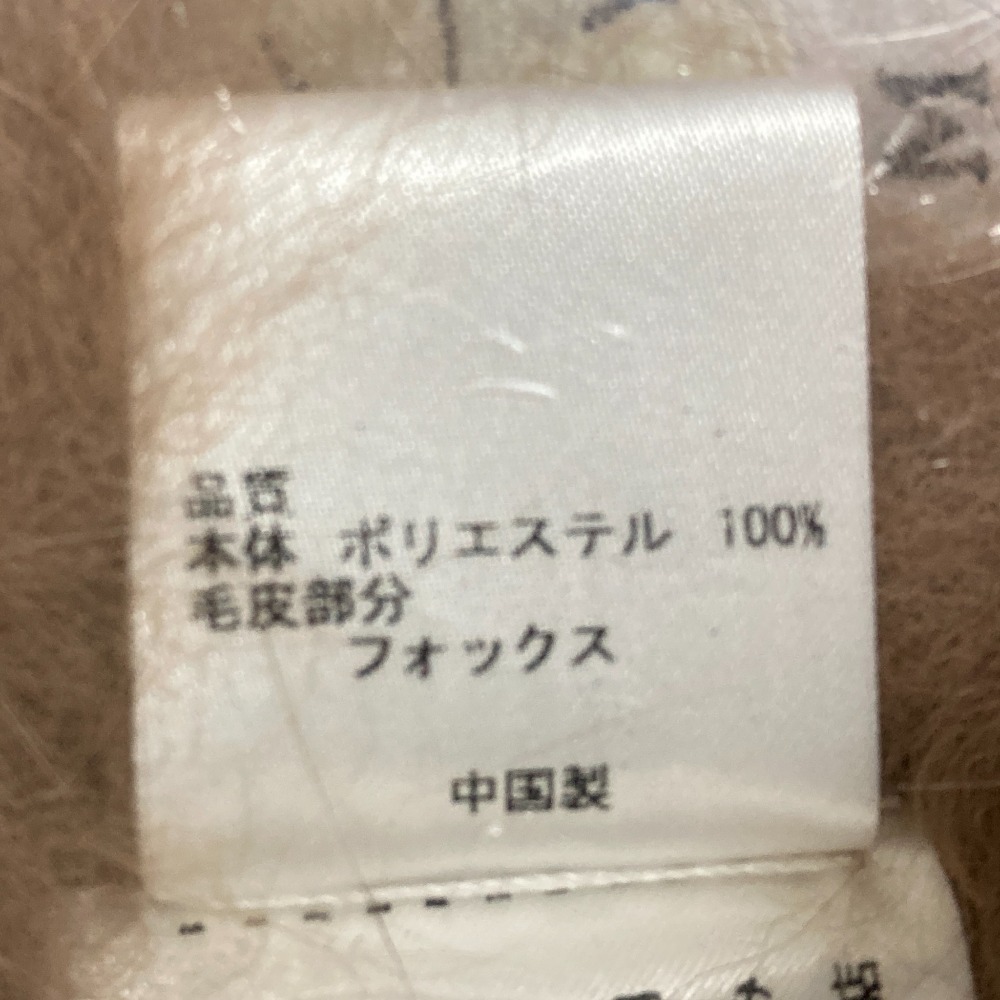 品質
本体 ポリエステル 100%
毛皮部分
フォックス
中国製